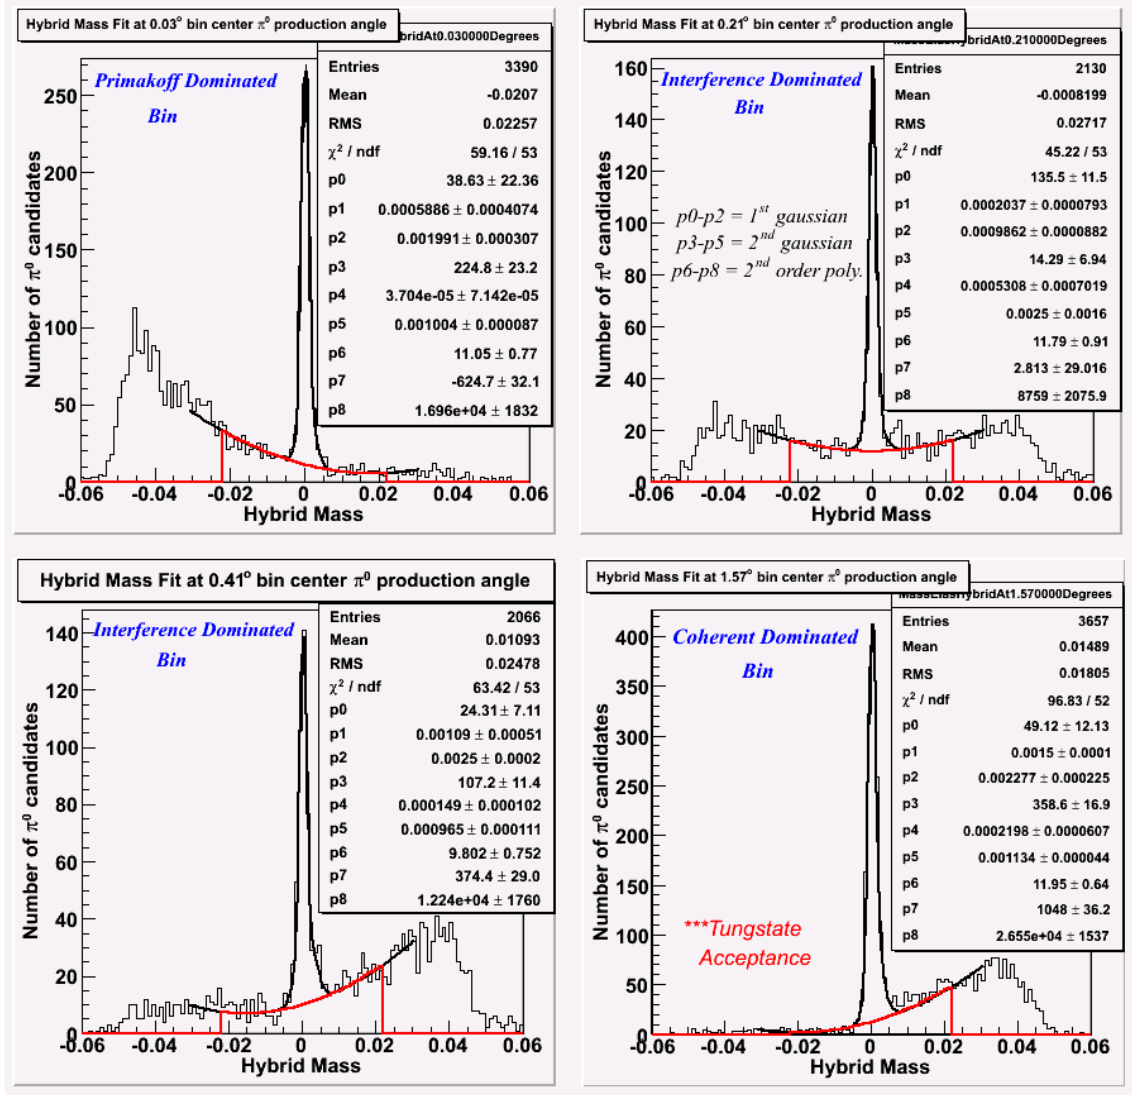 Hybrid Mass Fit at 0.03° bin center π⁰ production angle
bridAt0.030000Degrees
Entries 3390
Mean -0.0207
RMS 0.02257
χ² / ndf 59.16 / 53
p0 38.63 ± 22.36
p1 0.0005886 ± 0.0004074
p2 0.001991 ± 0.000307
p3 224.8 ± 23.2
p4 3.704e-05 ± 7.142e-05
p5 0.001004 ± 0.000087
p6 11.05 ± 0.77
p7 -624.7 ± 32.1
p8 1.696e+04 ± 1832
Primakoff Dominated
Bin
Number of π⁰ candidates
250
200
150
100
50
0
-0.06 -0.04 -0.02 0 0.02 0.04 0.06
Hybrid Mass
Hybrid Mass Fit at 0.21° bin center π⁰ production angle
HybridAt0.210000Degrees
Entries 2130
Mean -0.0008199
RMS 0.02717
χ² / ndf 45.22 / 53
p0 135.5 ± 11.5
p1 0.0002037 ± 0.0000793
p2 0.0009862 ± 0.0000882
p3 14.29 ± 6.94
p4 0.0005308 ± 0.0007019
p5 0.0025 ± 0.0016
p6 11.79 ± 0.91
p7 2.813 ± 29.016
p8 8759 ± 2075.9
Interference Dominated
Bin
p0-p2 = 1st gaussian
p3-p5 = 2nd gaussian
p6-p8 = 2nd order poly.
Number of π⁰ candidates
160
140
120
100
80
60
40
20
0
-0.06 -0.04 -0.02 0 0.02 0.04 0.06
Hybrid Mass
Hybrid Mass Fit at 0.41° bin center π⁰ production angle
Entries 2066
Mean 0.01093
RMS 0.02478
χ² / ndf 63.42 / 53
p0 24.31 ± 7.11
p1 0.00109 ± 0.00051
p2 0.0025 ± 0.0002
p3 107.2 ± 11.4
p4 0.000149 ± 0.000102
p5 0.000965 ± 0.000111
p6 9.802 ± 0.752
p7 374.4 ± 29.0
p8 1.224e+04 ± 1760
Interference Dominated
Bin
Number of π⁰ candidates
140
120
100
80
60
40
20
0
-0.06 -0.04 -0.02 0 0.02 0.04 0.06
Hybrid Mass
Hybrid Mass Fit at 1.57° bin center π⁰ production angle
HybridAt1.570000Degrees
Entries 3657
Mean 0.01489
RMS 0.01805
χ² / ndf 96.83 / 52
p0 49.12 ± 12.13
p1 0.0015 ± 0.0001
p2 0.002277 ± 0.000225
p3 358.6 ± 16.9
p4 0.0002198 ± 0.0000607
p5 0.001134 ± 0.000044
p6 11.95 ± 0.64
p7 1048 ± 36.2
p8 2.655e+04 ± 1537
Coherent Dominated
Bin
***Tungstate
Acceptance
Number of π⁰ candidates
400
350
300
250
200
150
100
50
0
-0.06 -0.04 -0.02 0 0.02 0.04 0.06
Hybrid Mass